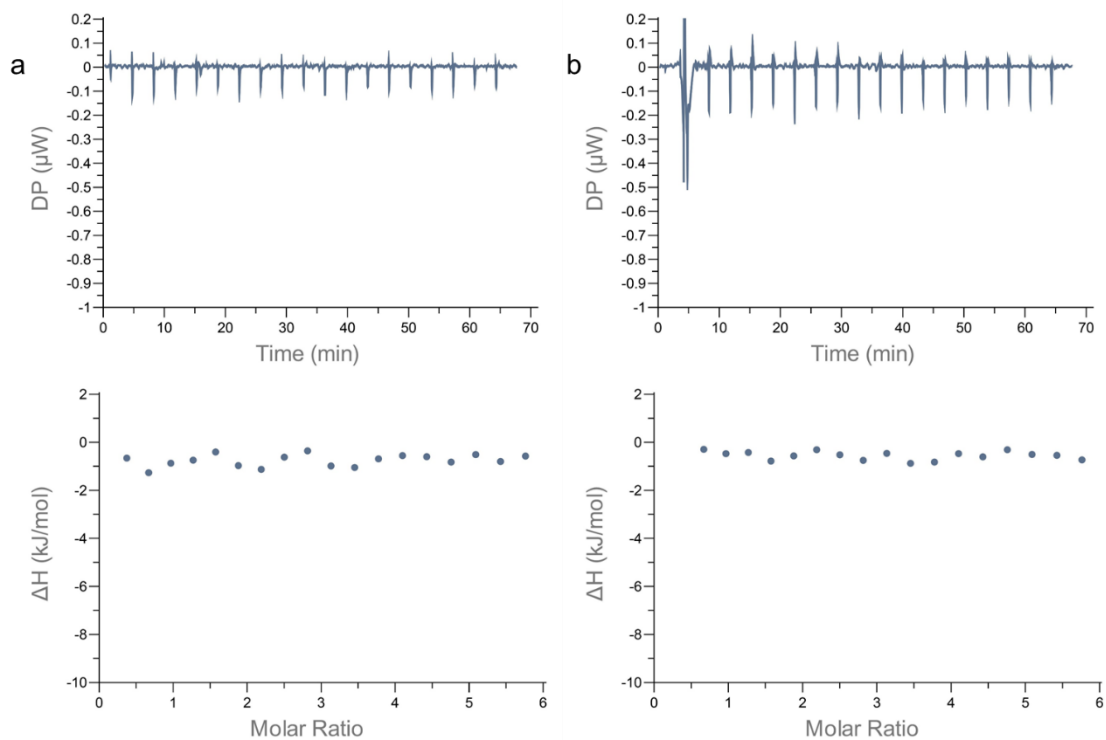 a
0.2
0.1
0
-0.1
-0.2
-0.3
-0.4
-0.5
-0.6
-0.7
-0.8
-0.9
-1
DP (µW)
0 10 20 30 40 50 60 70
Time (min)
b
0.2
0.1
0
-0.1
-0.2
-0.3
-0.4
-0.5
-0.6
-0.7
-0.8
-0.9
-1
DP (µW)
0 10 20 30 40 50 60 70
Time (min)
2
0
-2
-4
-6
-8
-10
ΔH (kJ/mol)
0 1 2 3 4 5 6
Molar Ratio
2
0
-2
-4
-6
-8
-10
ΔH (kJ/mol)
0 1 2 3 4 5 6
Molar Ratio